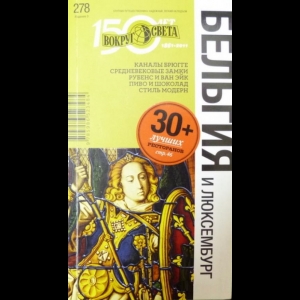 278
150 ЛЕТ
ВОКРУГ СВЕТА
КАНАЛЫ БРЮГГЕ
СРЕДНЕВЕКОВЫЕ ЗАМКИ
РУБЕНС И ВАН ЭЙК
ПИВО И ШОКОЛАД
СТИЛЬ МОДЕРН
30+
лучших
РЕСТОРАНОВ
БЕЛЬГИЯ
И ЛЮКСЕМБУРГ